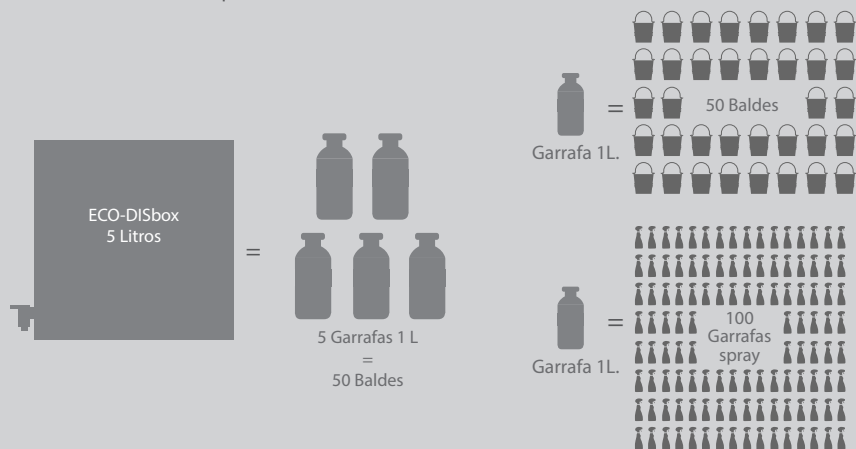 ECO-DISbox
5 Litros
=
5 Garrafas 1 L
=
50 Baldes
Garrafa 1L.
=
50 Baldes
Garrafa 1L.
=
100
Garrafas
spray